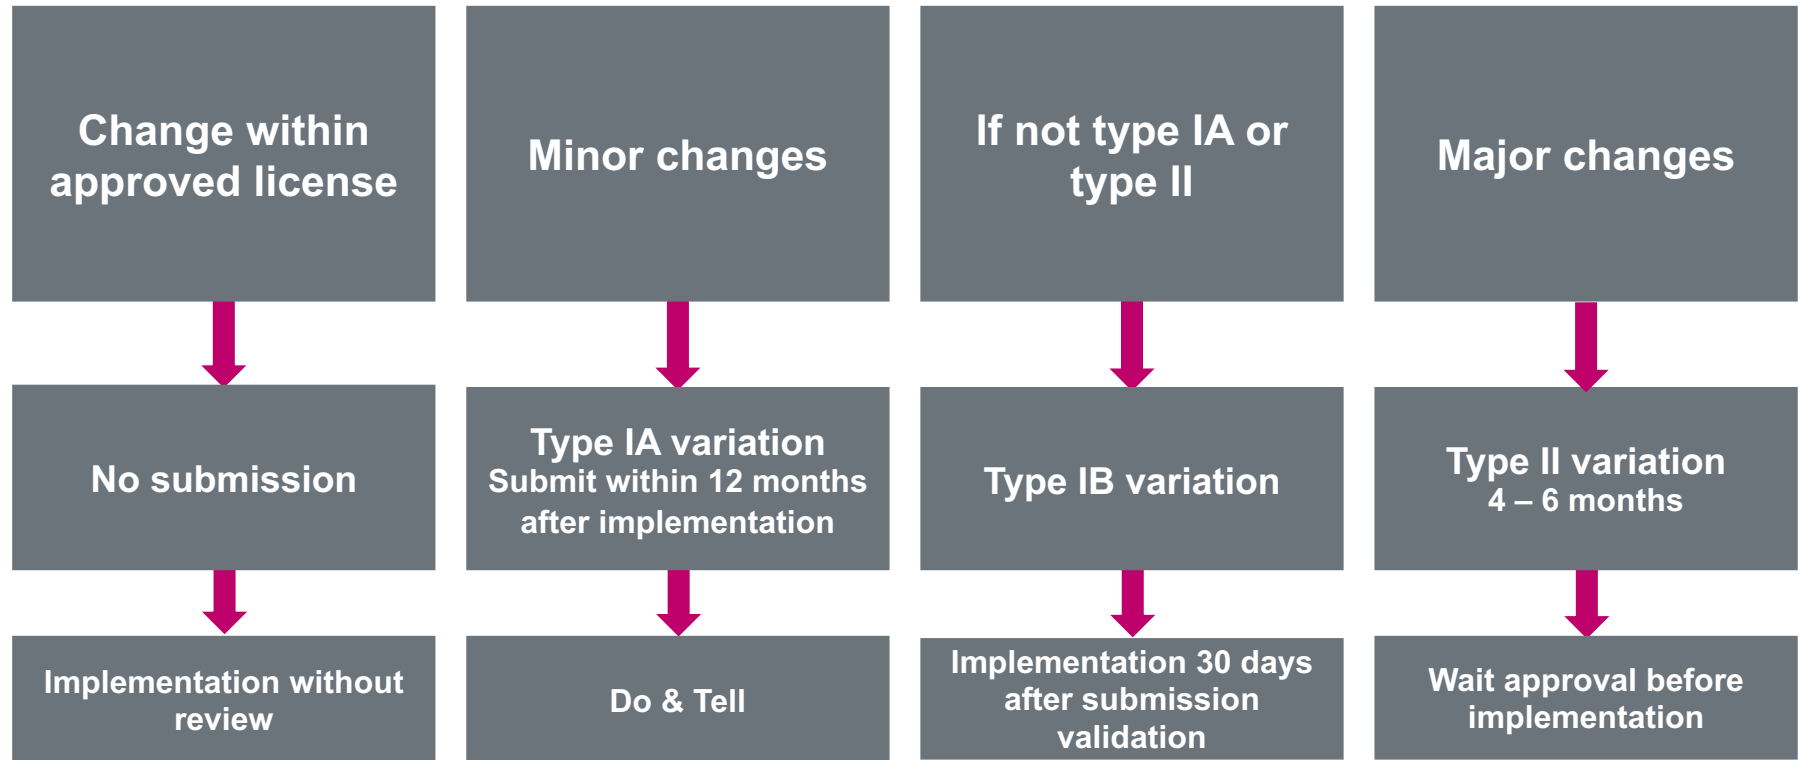 Change within
approved license
Minor changes
If not type IA or
type II
Major changes
No submission
Type IA variation
Submit within 12 months
after implementation
Type IB variation
Type II variation
4 – 6 months
Implementation without
review
Do & Tell
Implementation 30 days
after submission
validation
Wait approval before
implementation